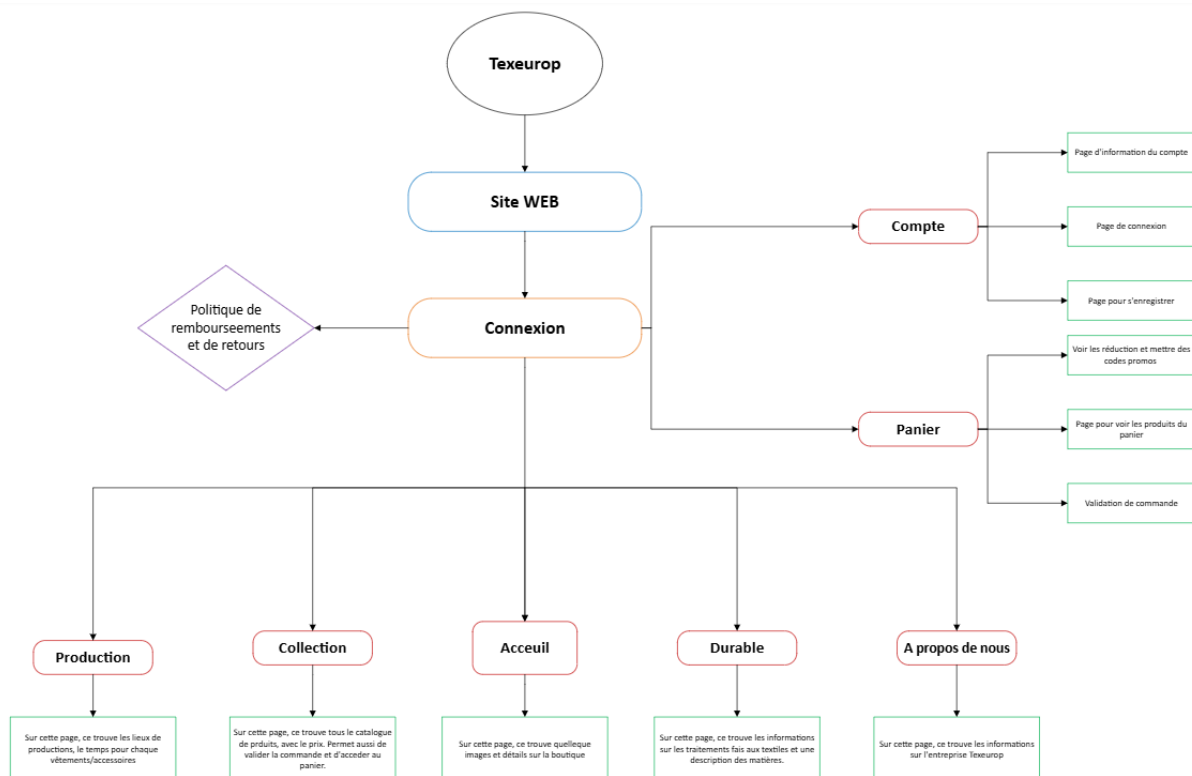 Texeurop
Site WEB
Connexion
Politique de
rembourseements
et de retours
Compte
Page d'information du compte
Page de connexion
Page pour s'enregistrer
Panier
Voir les réduction et mettre des
codes promos
Page pour voir les produits du
panier
Validation de commande
Production
Collection
Acceuil
Durable
A propos de nous
Sur cette page, ce trouve les lieux de
productions, le temps pour chaque
vêtements/accessoires
Sur cette page, ce trouve tous le catalogue
de prduits, avec le prix. Permet aussi de
valider la commande et d'acceder au
panier.
Sur cette page, ce trouve quelleque
images et détails sur la boutique
Sur cette page, ce trouve les informations
sur les traitements fais aux textiles et une
description des matières.
Sur cette page, ce trouve les informations
sur l'entreprise Texeurop